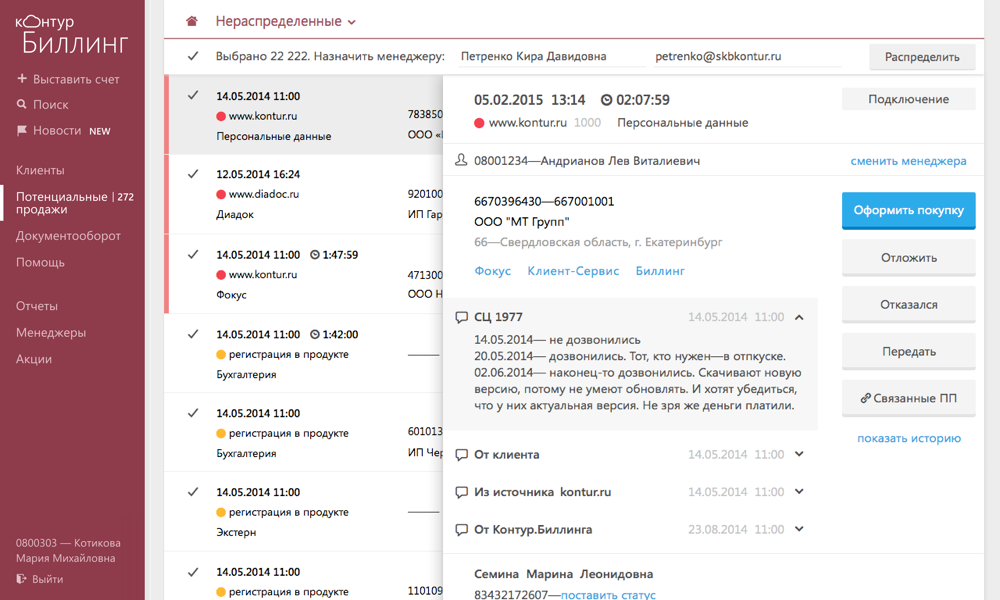 контур
Биллинг
Выставить счет
Поиск
Новости NEW
Клиенты
Потенциальные | 272
продажи
Документооборот
Помощь
Отчеты
Менеджеры
Акции
0800303 — Котикова
Мария Михайловна
Выйти
Нераспределенные
Выбрано 22 222. Назначить менеджеру: Петренко Кира Давидовна petrenko@skbkontur.ru Распределить
14.05.2014 11:00
www.kontur.ru 783850
Персональные данные ООО «
12.05.2014 16:24
www.diadoc.ru 920100
Диадок ИП Гар
14.05.2014 11:00 1:47:59
www.kontur.ru 471300
Фокус ООО Н
14.05.2014 11:00 1:42:00
регистрация в продукте
Бухгалтерия
14.05.2014 11:00
регистрация в продукте 601013
Бухгалтерия ИП Чер
14.05.2014 11:00
регистрация в продукте
Экстерн
14.05.2014 11:00
регистрация в продукте 110109
05.02.2015 13:14 02:07:59
www.kontur.ru 1000 Персональные данные
Подключение
08001234—Андрианов Лев Виталиевич сменить менеджера
6670396430—667001001
ООО "МТ Групп"
66—Свердловская область, г. Екатеринбург
Фокус Клиент-Сервис Биллинг
Оформить покупку
Отложить
Отказался
Передать
Связанные ПП
показать историю
СЦ 1977 14.05.2014 11:00
14.05.2014— не дозвонились
20.05.2014— дозвонились. Тот, кто нужен—в отпуске.
02.06.2014— наконец-то дозвонились. Скачивают новую
версию, потому не умеют обновлять. И хотят убедиться,
что у них актуальная версия. Не зря же деньги платили.
От клиента 14.05.2014 11:00
Из источника kontur.ru 14.05.2014 11:00
От Контур.Биллинга 23.08.2014 11:00
Семина Марина Леонидовна
83432172607—поставить статус